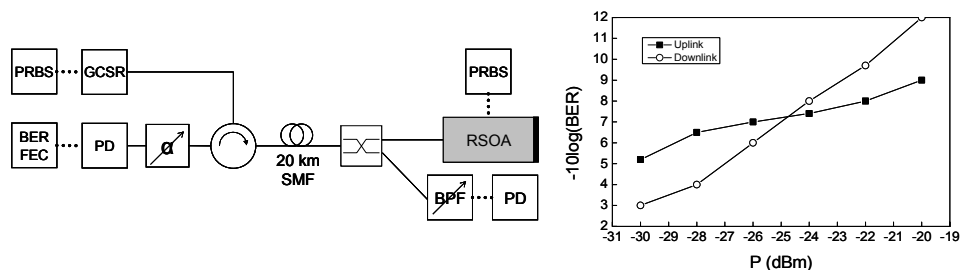 PRBS
GCSR
BER
FEC
PD
α
20 km
SMF
PRBS
RSOA
BPF
PD
-10log(BER)
12
11
10
9
8
7
6
5
4
3
2
Uplink
Downlink
-31 -30 -29 -28 -27 -26 -25 -24 -23 -22 -21 -20 -19
P (dBm)